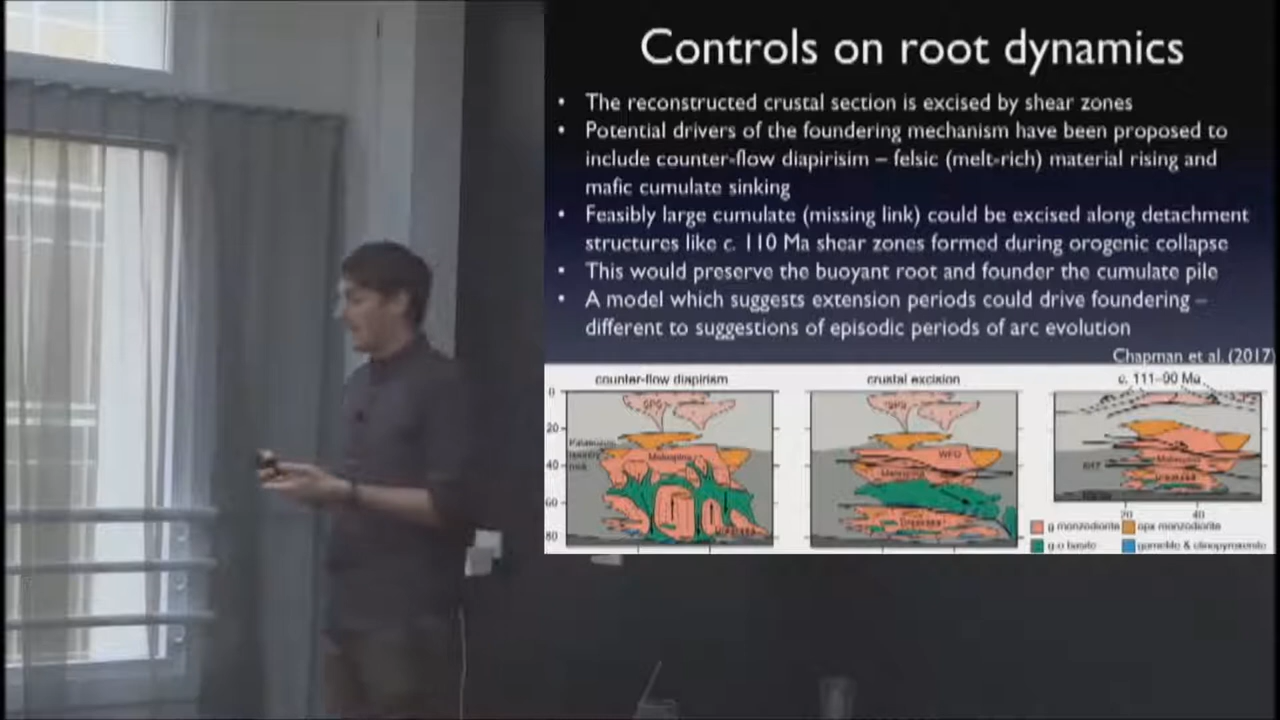 Controls on root dynamics
• The reconstructed crustal section is excised by shear zones
• Potential drivers of the foundering mechanism have been proposed to
include counter-flow diapirisim – felsic (melt-rich) material rising and
mafic cumulate sinking
• Feasibly large cumulate (missing link) could be excised along detachment
structures like c. 110 Ma shear zones formed during orogenic collapse
• This would preserve the buoyant root and founder the cumulate pile
• A model which suggests extension periods could drive foundering –
different to suggestions of episodic periods of arc evolution
Chapman et al. (2017)
counter-flow diapirism
crustal excision
c. 111–90 Ma
0
20
40
60
80
Malaspina
WFO
Malaspina
20 40
g monzodiorite
opx monzodiorite